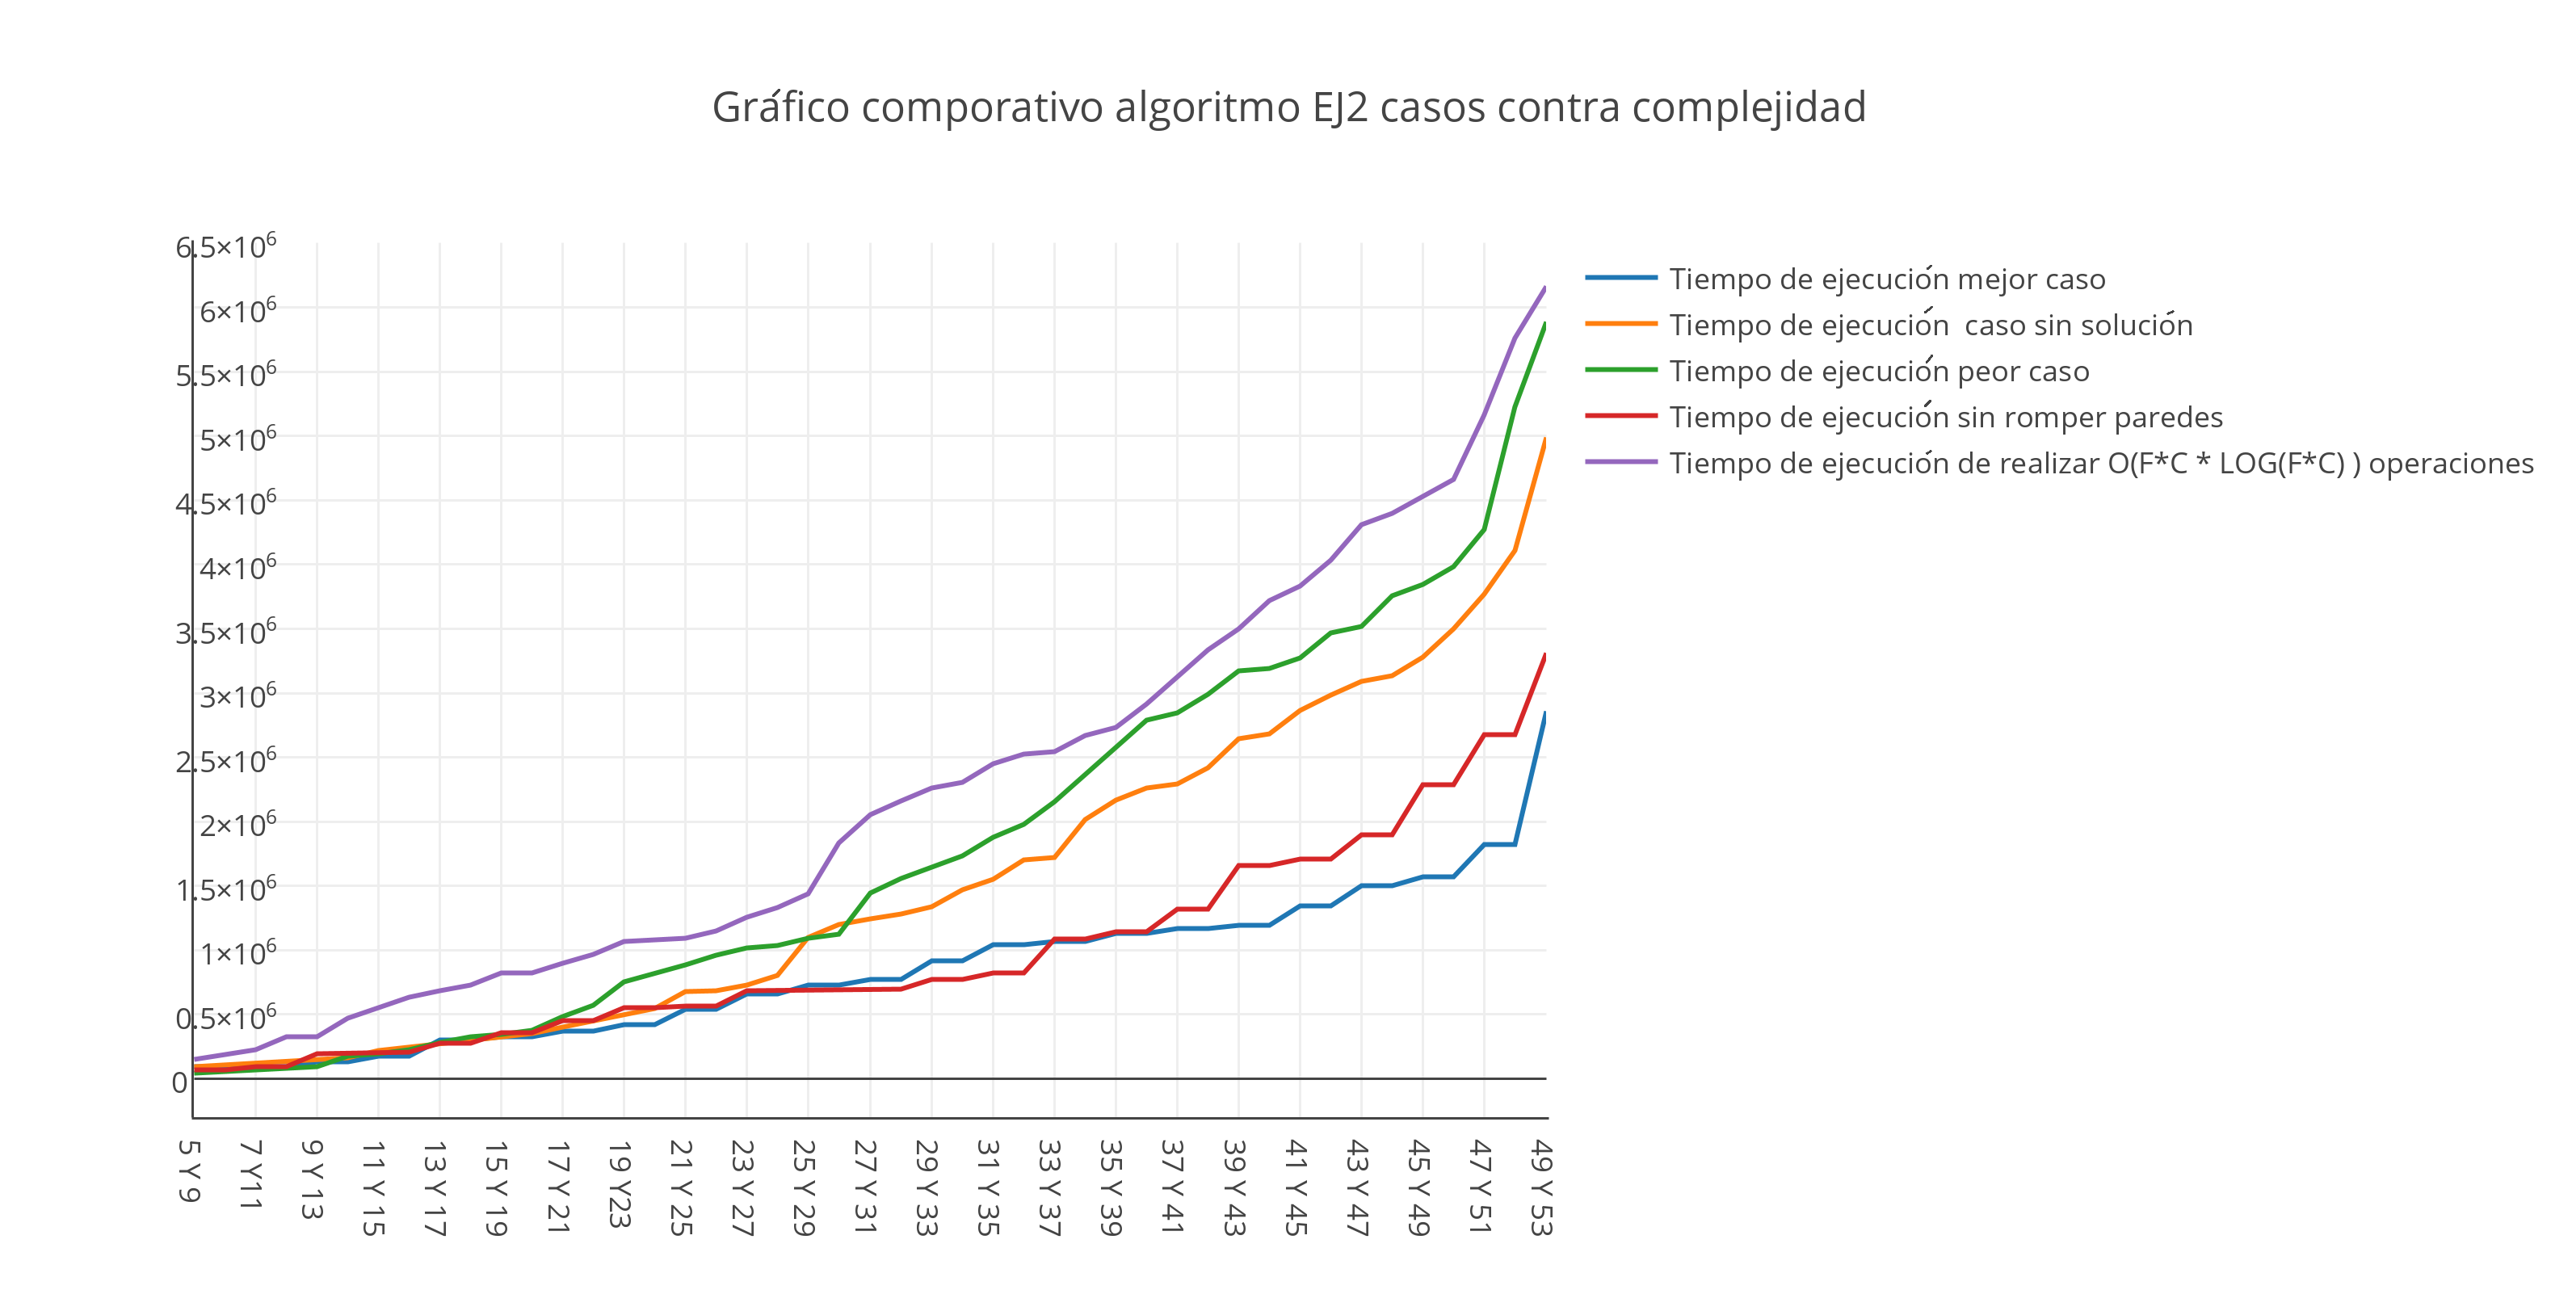 Gráfico comporativo algoritmo EJ2 casos contra complejidad
6.5×10⁶
6×10⁶
5.5×10⁶
5×10⁶
4.5×10⁶
4×10⁶
3.5×10⁶
3×10⁶
2.5×10⁶
2×10⁶
1.5×10⁶
1×10⁶
0.5×10⁶
0
Tiempo de ejecución mejor caso
Tiempo de ejecución  caso sin solución
Tiempo de ejecución peor caso
Tiempo de ejecución sin romper paredes
Tiempo de ejecución de realizar O(F*C * LOG(F*C) ) operaciones
5 Y 9
7 Y11
9 Y 13
11 Y 15
13 Y 17
15 Y 19
17 Y 21
19 Y23
21 Y 25
23 Y 27
25 Y 29
27 Y 31
29 Y 33
31 Y 35
33 Y 37
35 Y 39
37 Y 41
39 Y 43
41 Y 45
43 Y 47
45 Y 49
47 Y 51
49 Y 53